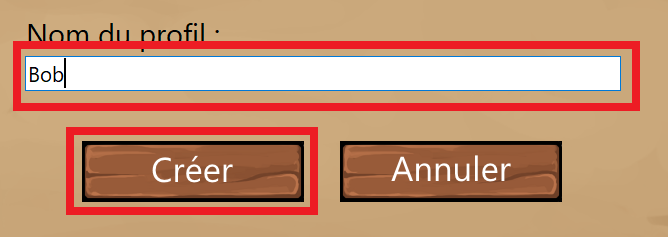 Nom du profil :
Bob
Créer
Annuler